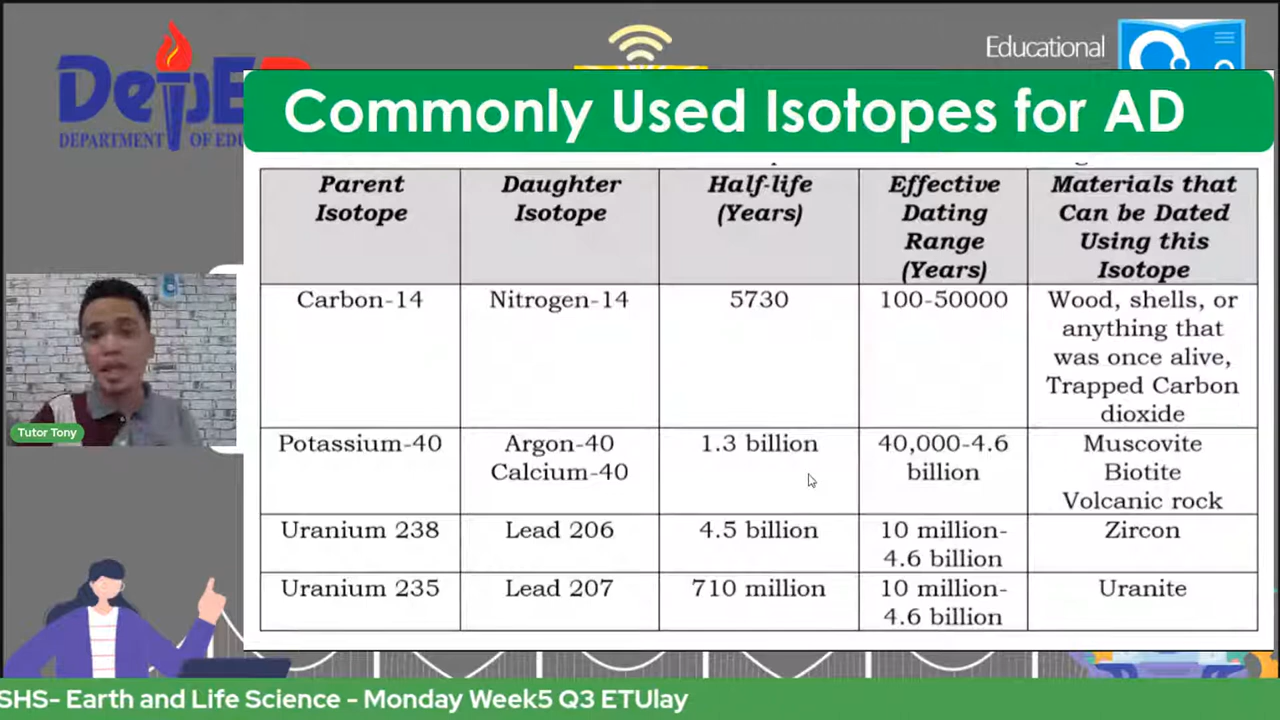 DepED
DEPARTMENT OF EDU
Educational
Commonly Used Isotopes for AD
Parent Isotope
Daughter Isotope
Half-life (Years)
Effective Dating Range (Years)
Materials that Can be Dated Using this Isotope
Carbon-14
Nitrogen-14
5730
100-50000
Wood, shells, or
anything that
was once alive,
Trapped Carbon
dioxide
Potassium-40
Argon-40
Calcium-40
1.3 billion
40,000-4.6
billion
Muscovite
Biotite
Volcanic rock
Uranium 238
Lead 206
4.5 billion
10 million-
4.6 billion
Zircon
Uranium 235
Lead 207
710 million
10 million-
4.6 billion
Uranite
Tutor Tony
SHS- Earth and Life Science - Monday Week5 Q3 ETUlay